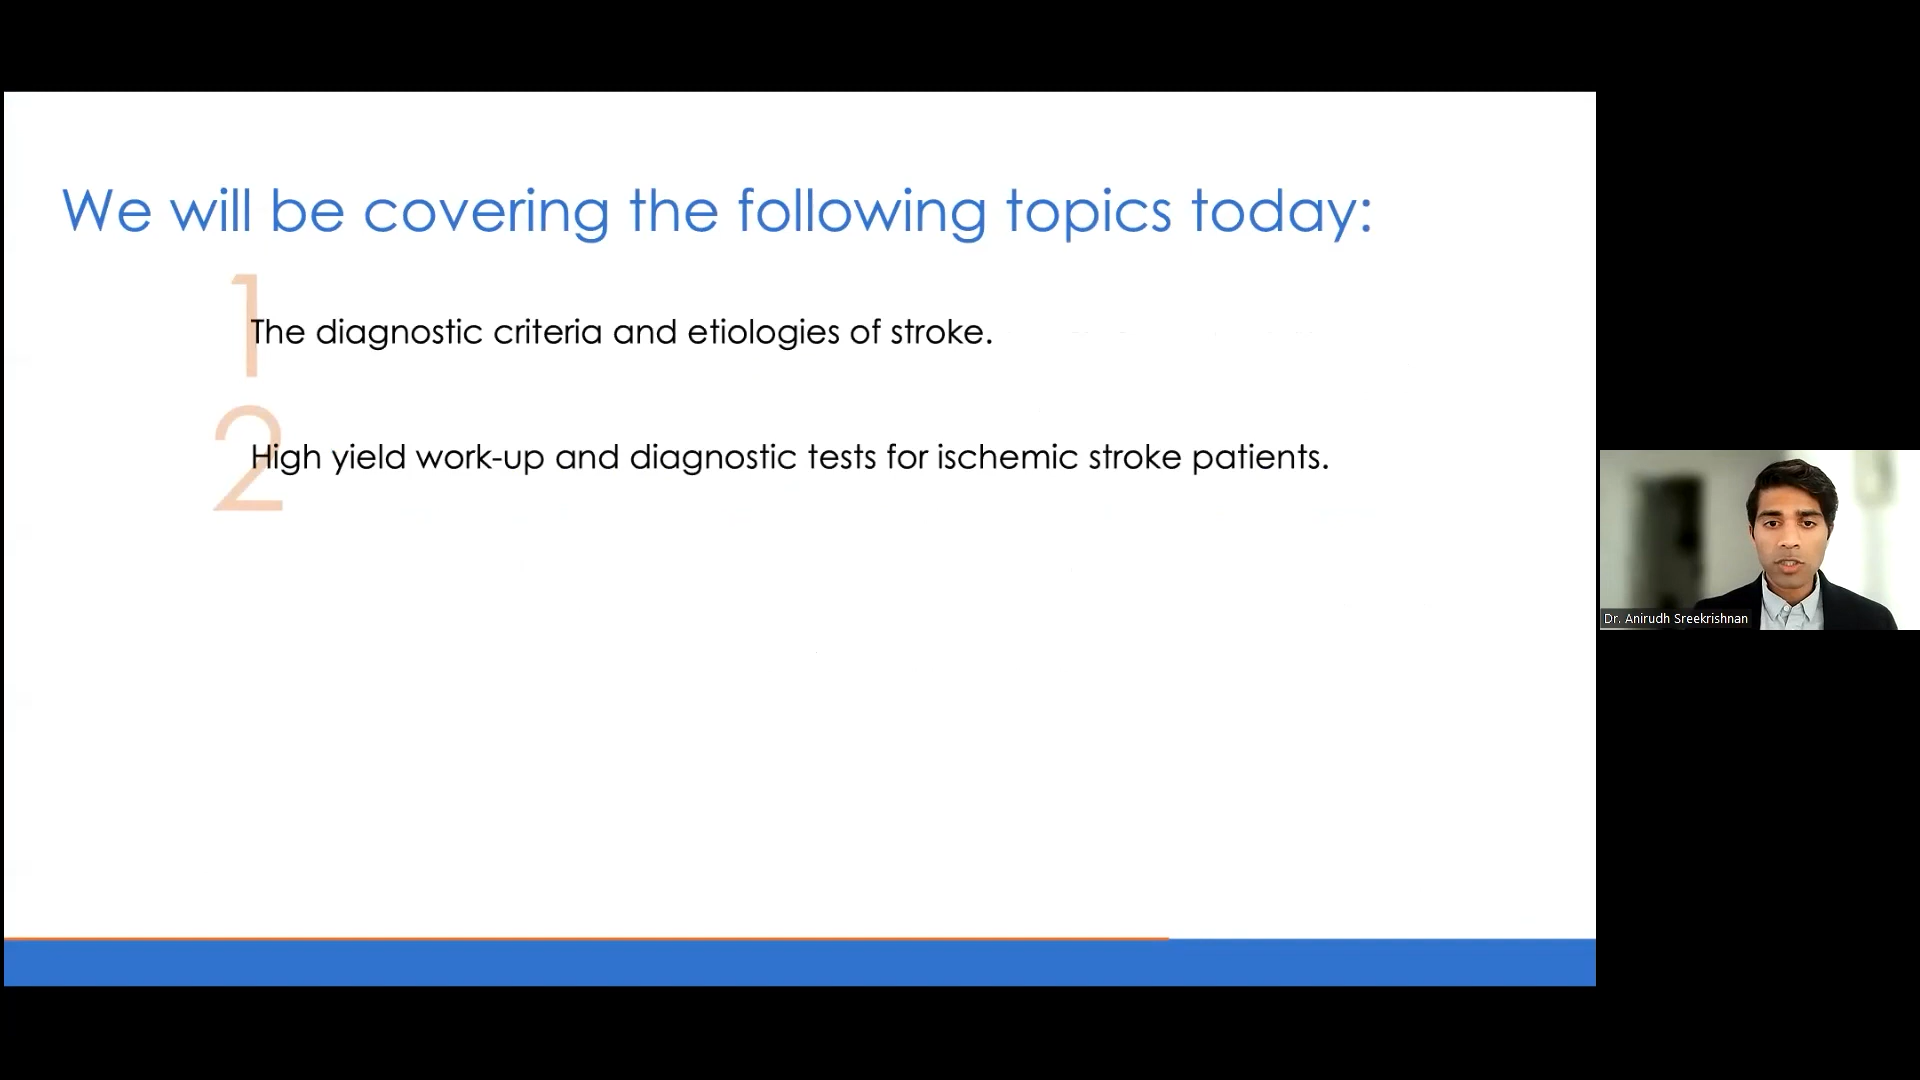 We will be covering the following topics today:
1
The diagnostic criteria and etiologies of stroke.
2
High yield work-up and diagnostic tests for ischemic stroke patients.
Dr. Anirudh Sreekrishnan